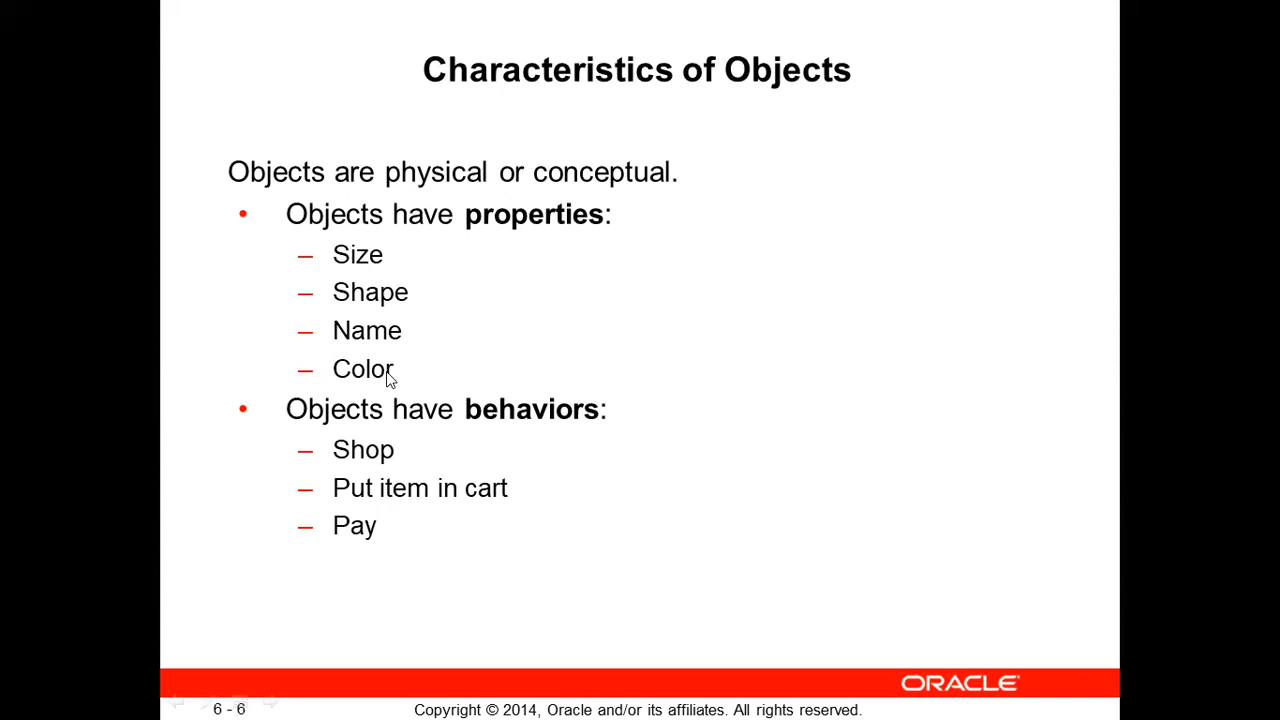 Characteristics of Objects
Objects are physical or conceptual.
• Objects have properties:
– Size
– Shape
– Name
– Color
• Objects have behaviors:
– Shop
– Put item in cart
– Pay
ORACLE
6 - 6
Copyright © 2014, Oracle and/or its affiliates. All rights reserved.